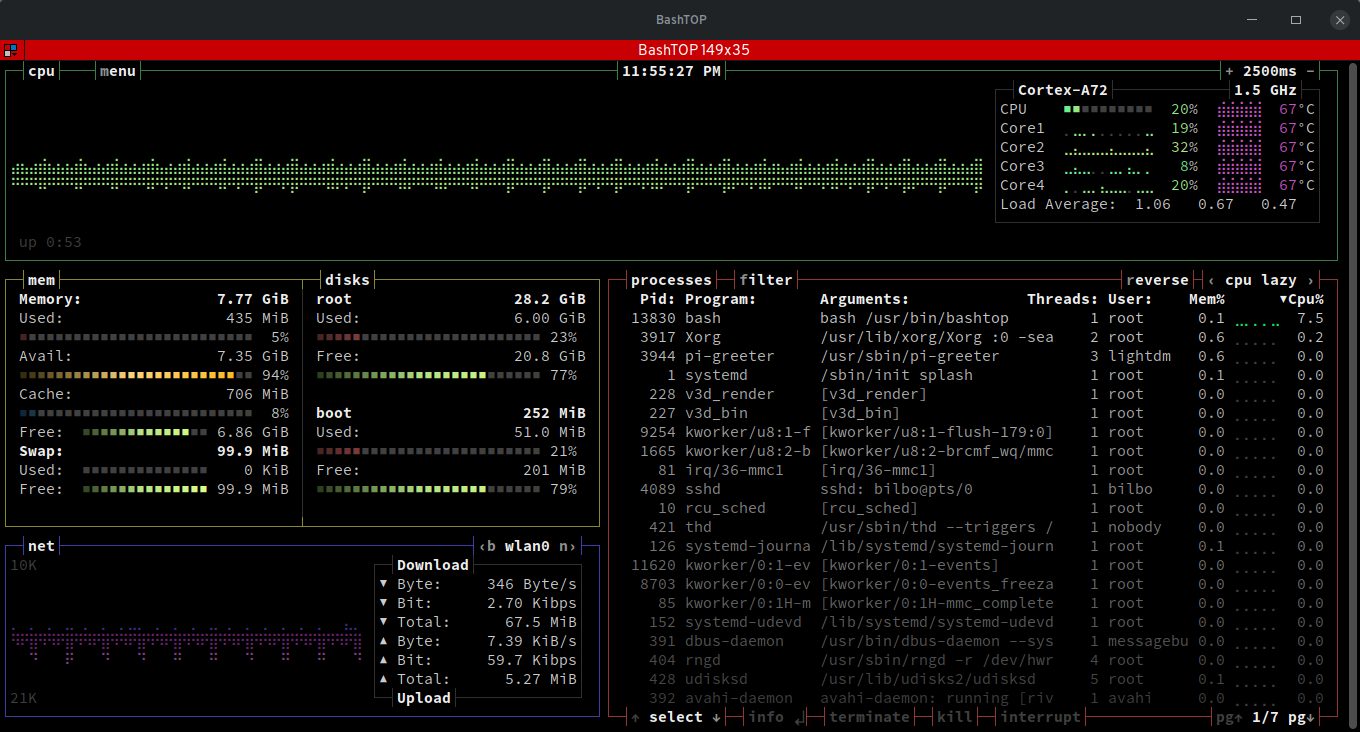 BashTOP
BashTOP 149x35
cpu menu 11:55:27 PM + 2500ms −
Cortex-A72 1.5 GHz
CPU 20% 67°C
Core1 19% 67°C
Core2 32% 67°C
Core3 8% 67°C
Core4 20% 67°C
Load Average: 1.06 0.67 0.47
up 0:53
mem
Memory: 7.77 GiB
Used: 435 MiB
5%
Avail: 7.35 GiB
94%
Cache: 706 MiB
8%
Free: 6.86 GiB
Swap: 99.9 MiB
Used: 0 KiB
Free: 99.9 MiB
disks
root 28.2 GiB
Used: 6.00 GiB
23%
Free: 20.8 GiB
77%
boot 252 MiB
Used: 51.0 MiB
21%
Free: 201 MiB
79%
net ‹b wlan0 n›
10K
21K
Download
▼ Byte: 346 Byte/s
▼ Bit: 2.70 Kibps
▼ Total: 67.5 MiB
▲ Byte: 7.39 KiB/s
▲ Bit: 59.7 Kibps
▲ Total: 5.27 MiB
Upload
processes filter reverse ‹ cpu lazy ›
Pid: Program: Arguments: Threads: User: Mem% ▼Cpu%
13830 bash bash /usr/bin/bashtop 1 root 0.1 7.5
3917 Xorg /usr/lib/xorg/Xorg :0 -sea 2 root 0.6 0.2
3944 pi-greeter /usr/sbin/pi-greeter 3 lightdm 0.6 0.0
1 systemd /sbin/init splash 1 root 0.1 0.0
228 v3d_render [v3d_render] 1 root 0.0 0.0
227 v3d_bin [v3d_bin] 1 root 0.0 0.0
9254 kworker/u8:1-f [kworker/u8:1-flush-179:0] 1 root 0.0 0.0
1665 kworker/u8:2-b [kworker/u8:2-brcmf_wq/mmc 1 root 0.0 0.0
81 irq/36-mmc1 [irq/36-mmc1] 1 root 0.0 0.0
4089 sshd sshd: bilbo@pts/0 1 bilbo 0.0 0.0
10 rcu_sched [rcu_sched] 1 root 0.0 0.0
421 thd /usr/sbin/thd --triggers / 1 nobody 0.0 0.0
126 systemd-journa /lib/systemd/systemd-journ 1 root 0.1 0.0
11620 kworker/0:1-ev [kworker/0:1-events] 1 root 0.0 0.0
8703 kworker/0:0-ev [kworker/0:0-events_freeza 1 root 0.0 0.0
85 kworker/0:1H-m [kworker/0:1H-mmc_complete 1 root 0.0 0.0
152 systemd-udevd /lib/systemd/systemd-udevd 1 root 0.0 0.0
391 dbus-daemon /usr/bin/dbus-daemon --sys 1 messagebu 0.0 0.0
404 rngd /usr/sbin/rngd -r /dev/hwr 4 root 0.0 0.0
428 udisksd /usr/lib/udisks2/udisksd 5 root 0.1 0.0
392 avahi-daemon avahi-daemon: running [riv 1 avahi 0.0 0.0
↑ select ↓ info ↲ terminate kill interrupt pg↑ 1/7 pg↓